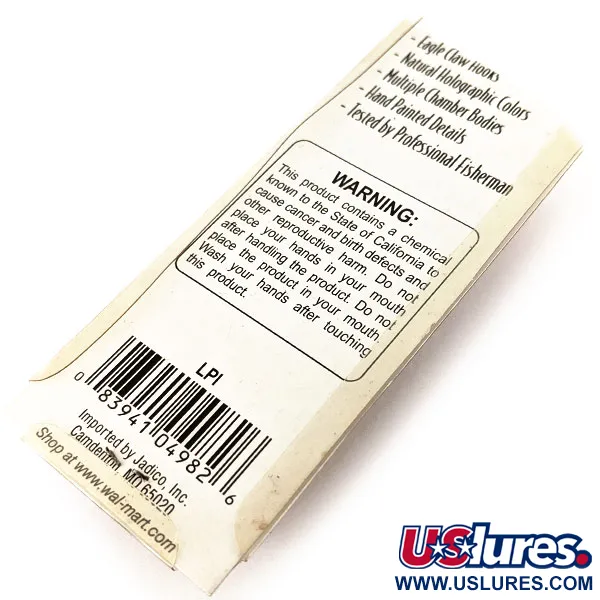 - Eagle Claw Hooks
- Natural Holographic Colors
- Multiple Chamber Bodies
- Hand Painted Details
- Tested by Professional Fisherman
WARNING:
This product contains a chemical
known to the State of California to
cause cancer and birth defects and
other reproductive harm. Do not
place your hands in your mouth
after handling the product. Do not
place the product in your mouth.
Wash your hands after touching
this product.
LPI
0 83941 04982 6
Imported by Jadico, Inc.
Camdenton, MO 65020
Shop at www.wal-mart.com
USlures.
WWW.USLURES.COM